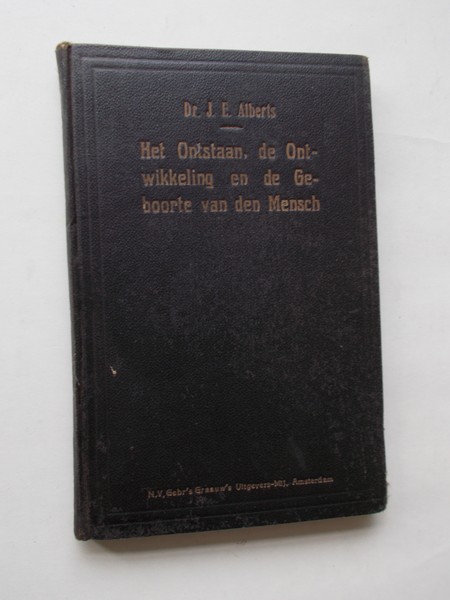 Dr. J. E. Alberts
Het Ontstaan, de Ont-
wikkeling en de Ge-
boorte van den Mensch
N.V. Gebr's Graauw's Uitgevers-Mij, Amsterdam